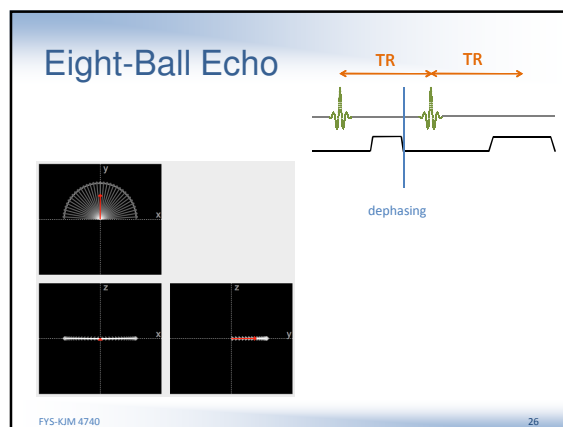 Eight-Ball Echo
TR TR
dephasing
y
x
z
x
z
y
FYS-KJM 4740
26